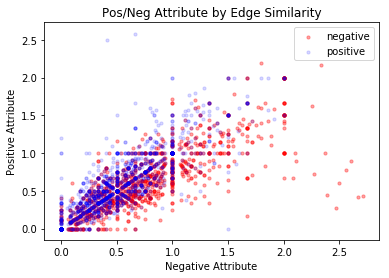 Pos/Neg Attribute by Edge Similarity
negative
positive
Positive Attribute
2.5
2.0
1.5
1.0
0.5
0.0
0.0 0.5 1.0 1.5 2.0 2.5
Negative Attribute